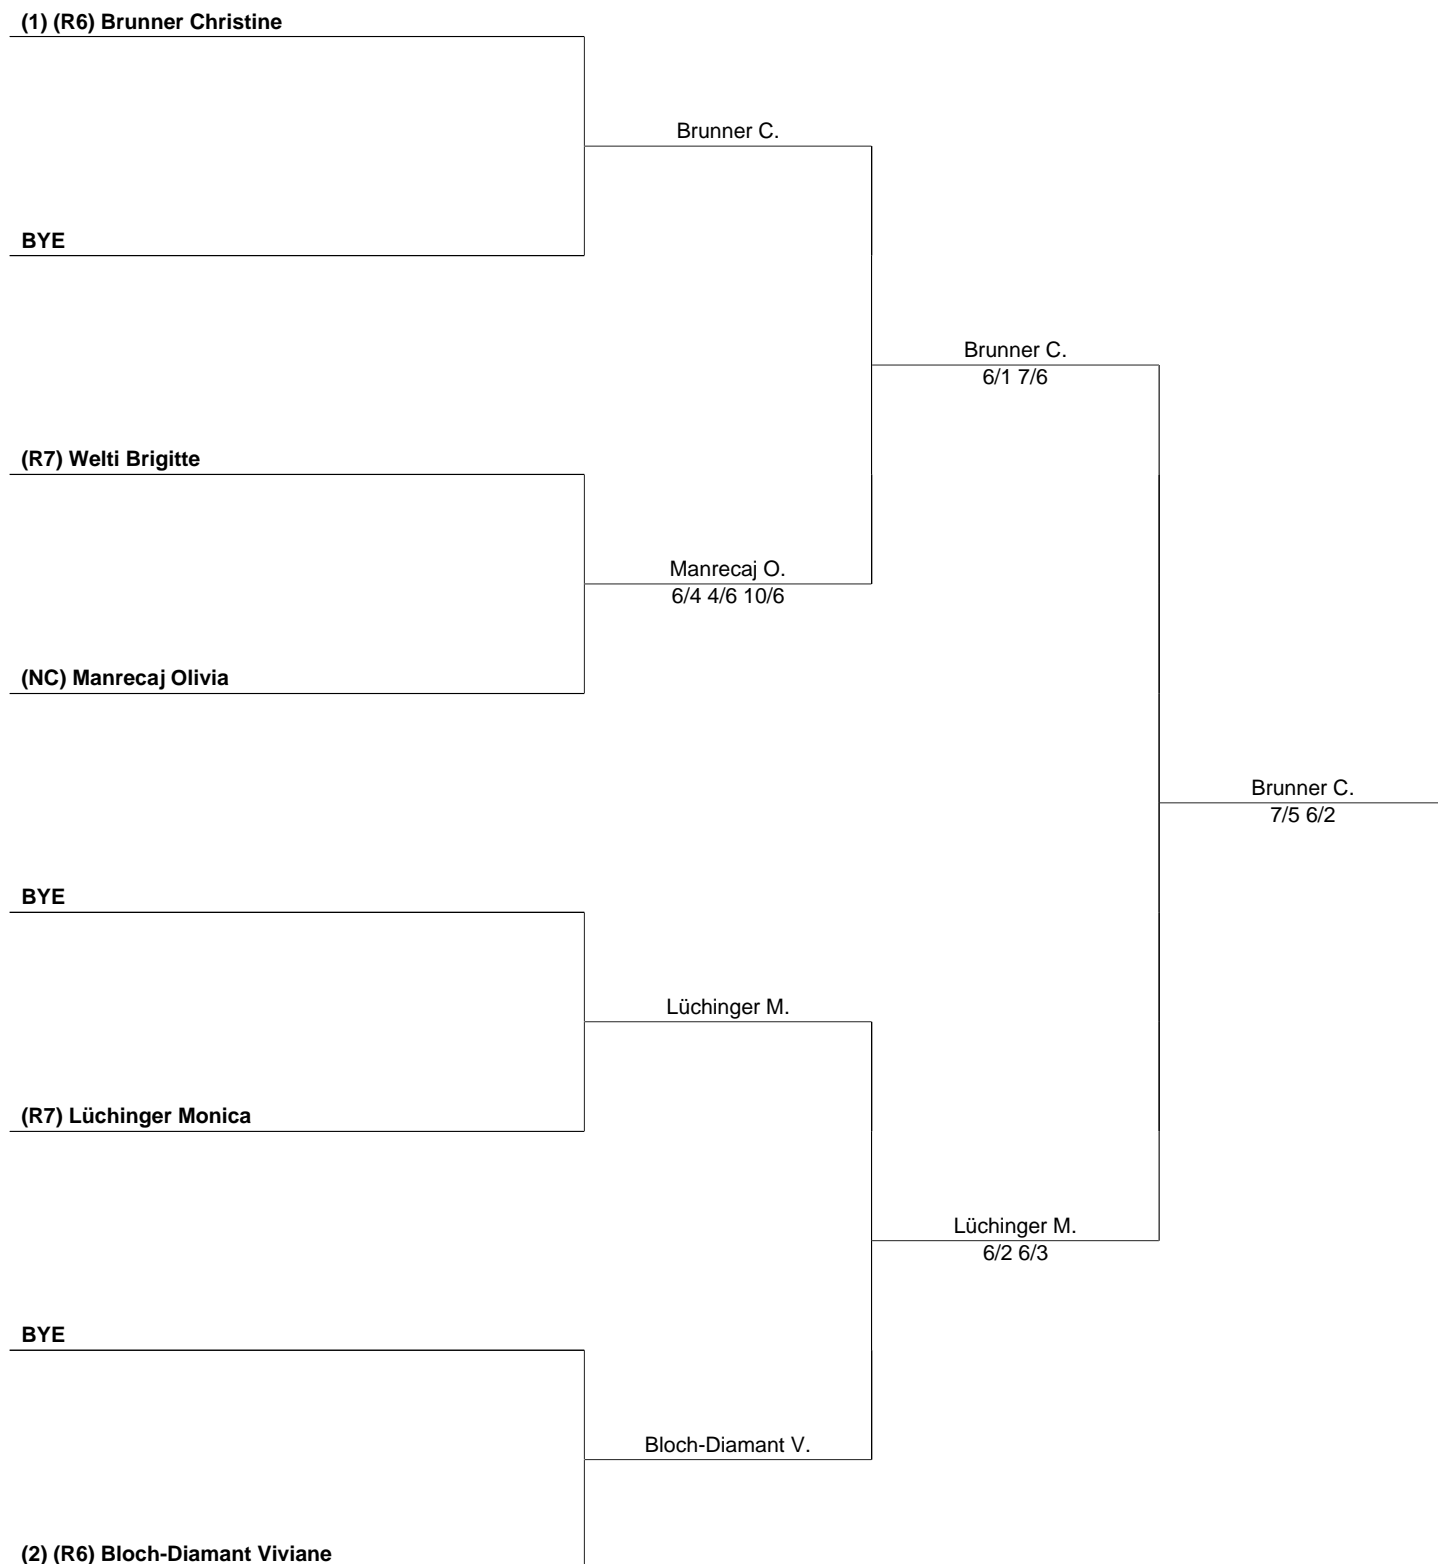 (1) (R6) Brunner Christine
Brunner C.
BYE
Brunner C.
6/1 7/6
(R7) Welti Brigitte
Manrecaj O.
6/4 4/6 10/6
(NC) Manrecaj Olivia
Brunner C.
7/5 6/2
BYE
Lüchinger M.
(R7) Lüchinger Monica
Lüchinger M.
6/2 6/3
BYE
Bloch-Diamant V.
(2) (R6) Bloch-Diamant Viviane